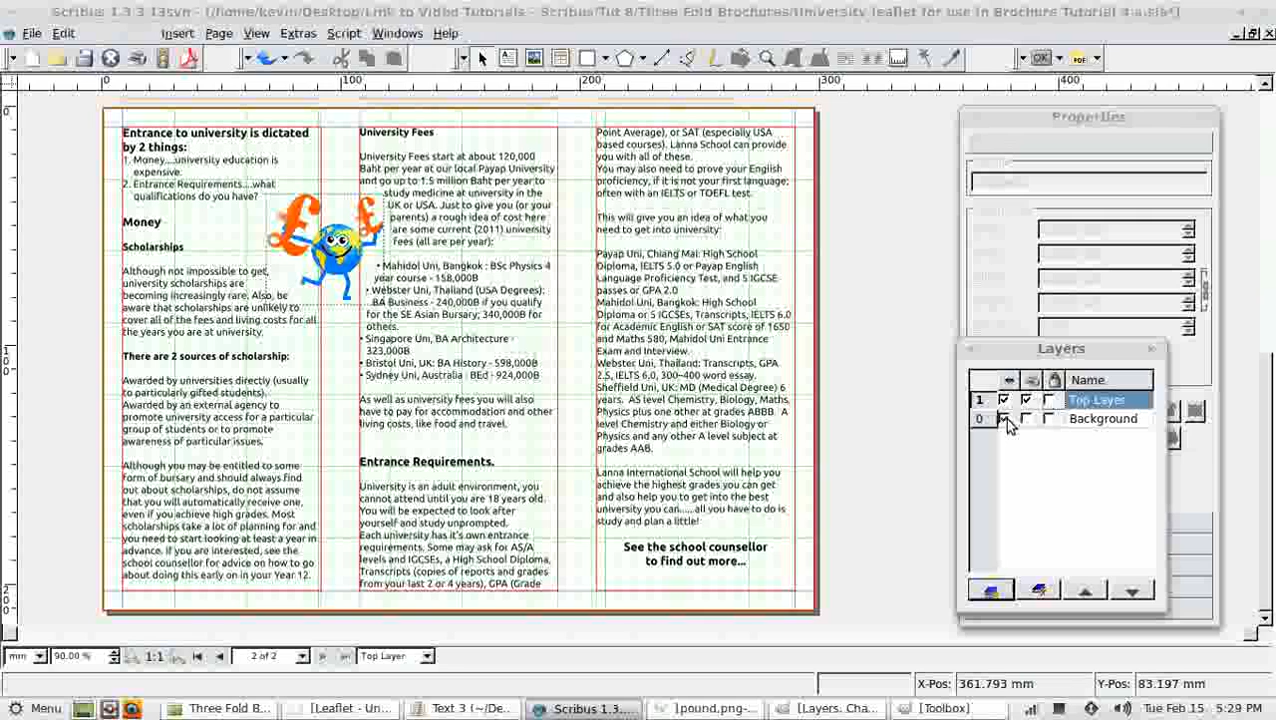 Scribus 1.3.3.13svn - [/home/kevin/Desktop/Link to Video Tutorials - Scribus/Tut 8/Three Fold Brochures/University leaflet for use in Brochure Tutorial 4 a.sla*]
File Edit Insert Page View Extras Script Windows Help
0 100 200 300 400
Entrance to university is dictated
by 2 things:
1. Money....university education is
expensive.
2. Entrance Requirements....what
qualifications do you have?
Money
Scholarships
Although not impossible to get,
university scholarships are
becoming increasingly rare. Also, be
aware that scholarships are unlikely to
cover all of the fees and living costs for all
the years you are at university.
There are 2 sources of scholarship:
Awarded by universities directly (usually
to particularly gifted students).
Awarded by an external agency to
promote university access for a particular
group of students or to promote
awareness of particular issues.
Although you may be entitled to some
form of bursary and should always find
out about scholarships, do not assume
that you will automatically receive one,
even if you achieve high grades. Most
scholarships take a lot of planning for and
you need to start looking at least a year in
advance. If you are interested, see the
school counsellor for advice on how to go
about doing this early on in your Year 12.
££
University Fees
University Fees start at about 120,000
Baht per year at our local Payap University
and go up to 1.5 million Baht per year to
study medicine at university in the
UK or USA. Just to give you (or your
parents) a rough idea of cost here
are some current (2011) university
fees (all are per year):
• Mahidol Uni, Bangkok : BSc Physics 4
year course - 158,000B
• Webster Uni, Thailand (USA Degrees):
BA Business - 240,000B if you qualify
for the SE Asian Bursary; 340,000B for
others.
• Singapore Uni, BA Architecture -
323,000B
• Bristol Uni, UK: BA History - 598,000B
• Sydney Uni, Australia : BEd - 924,000B
As well as university fees you will also
have to pay for accommodation and other
living costs, like food and travel.
Entrance Requirements.
University is an adult environment, you
cannot attend until you are 18 years old.
You will be expected to look after
yourself and study unprompted.
Each university has it's own entrance
requirements. Some may ask for AS/A
levels and IGCSEs, a High School Diploma,
Transcripts (copies of reports and grades
from your last 2 or 4 years), GPA (Grade
Point Average), or SAT (especially USA
based courses). Lanna School can provide
you with all of these.
You may also need to prove your English
proficiency, if it is not your first language;
often with an IELTS or TOEFL test.
This will give you an idea of what you
need to get into university:
Payap Uni, Chiang Mai: High School
Diploma, IELTS 5.0 or Payap English
Language Proficiency Test, and 5 IGCSE
passes or GPA 2.0
Mahidol Uni, Bangkok: High School
Diploma or 5 IGCSEs, Transcripts, IELTS 6.0
for Academic English or SAT score of 1650
and Maths 580, Mahidol Uni Entrance
Exam and Interview.
Webster Uni, Thailand: Transcripts, GPA
2.5, IELTS 6.0, 300-400 word essay.
Sheffield Uni, UK: MD (Medical Degree) 6
years. AS level Chemistry, Biology, Maths,
Physics plus one other at grades ABBB A
level Chemistry and either Biology or
Physics and any other A level subject at
grades AAB.
Lanna International School will help you
achieve the highest grades you can get
and also help you to get into the best
university you can......all you have to do is
study and plan a little!
See the school counsellor
to find out more...
Properties
Layers
Name
1 Top Layer
0 Background
mm 90.00 % 1:1 2 of 2 Top Layer
X-Pos: 361.793 mm Y-Pos: 83.197 mm
Menu Three Fold B... [Leaflet - Un... Text 3 (~/De... Scribus 1.3.... ]pound.png-... [Layers, Cha... [Toolbox] Tue Feb 15, 5:29 PM